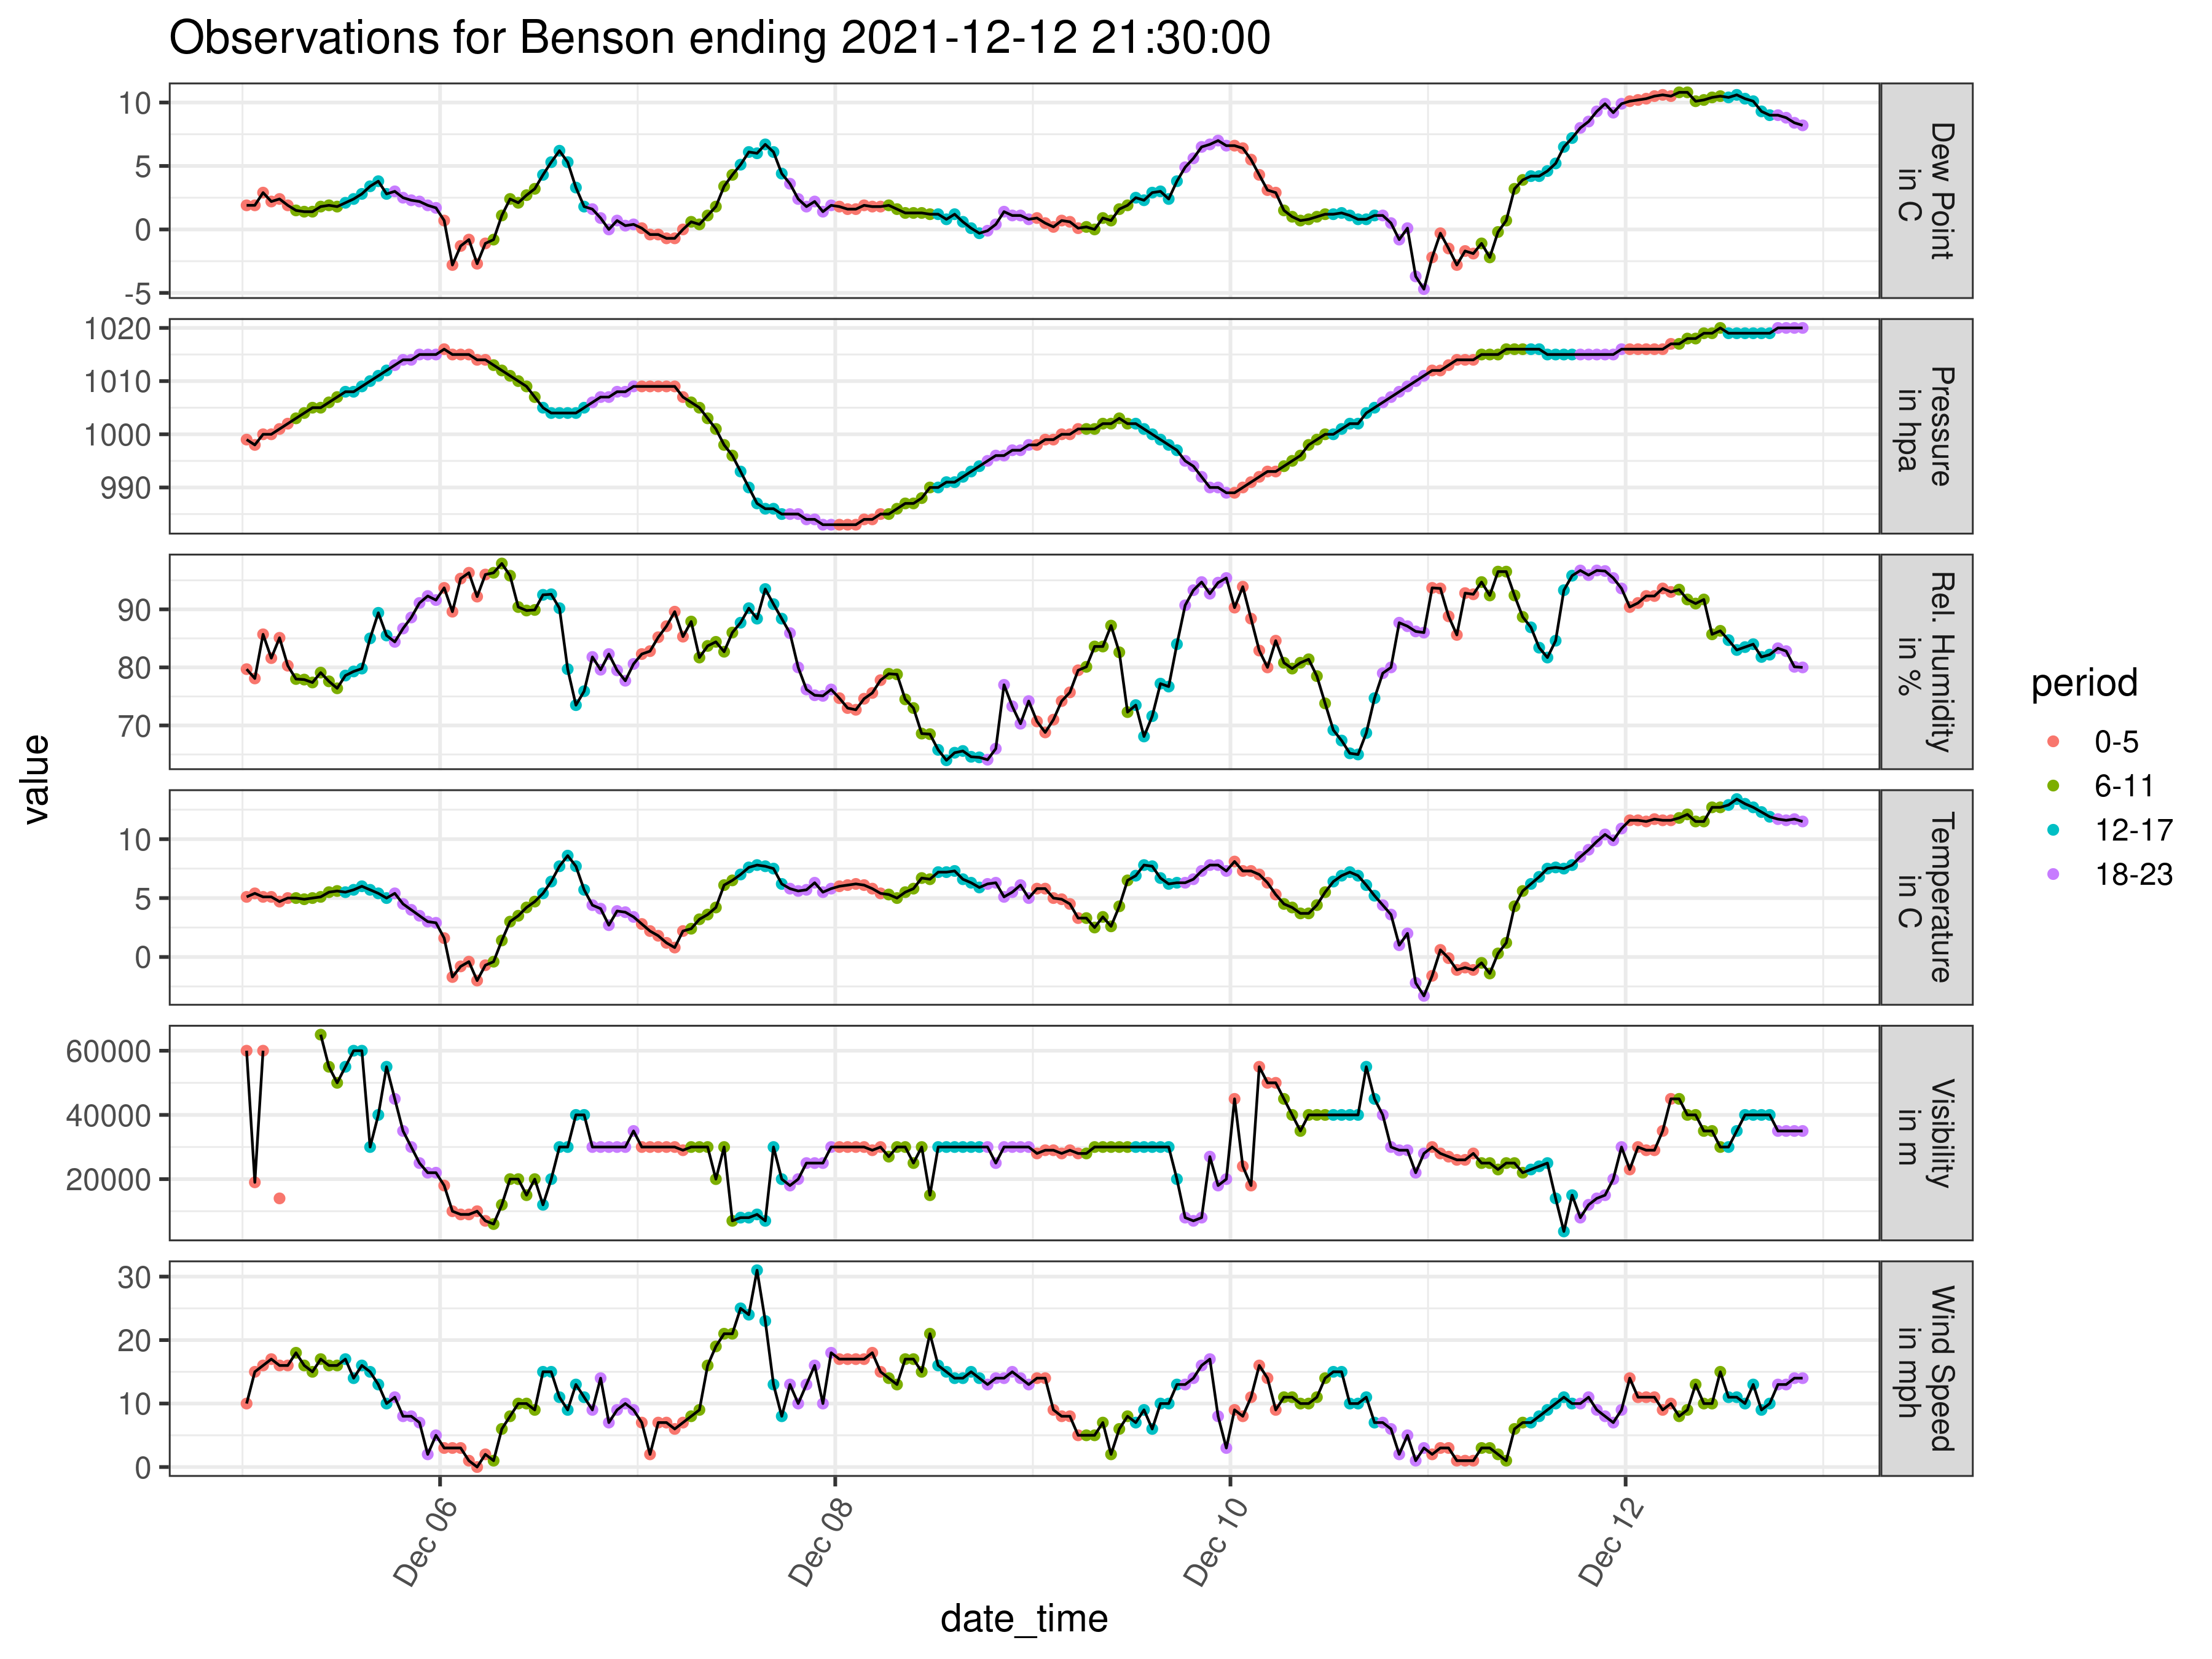 Observations for Benson ending 2021-12-12 21:30:00
value
10
5
0
-5
Dew Point
in C
1020
1010
1000
990
Pressure
in hpa
90
80
70
Rel. Humidity
in %
10
5
0
Temperature
in C
60000
40000
20000
Visibility
in m
30
20
10
0
Wind Speed
in mph
Dec 06
Dec 08
Dec 10
Dec 12
date_time
period
0-5
6-11
12-17
18-23